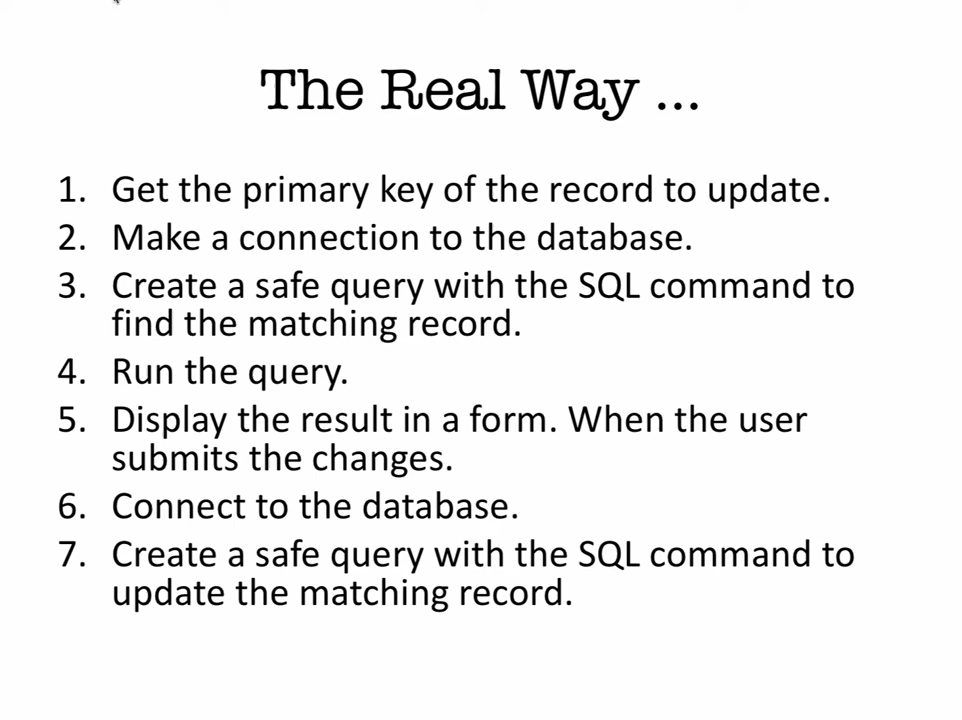 The Real Way ...
1. Get the primary key of the record to update.
2. Make a connection to the database.
3. Create a safe query with the SQL command to
find the matching record.
4. Run the query.
5. Display the result in a form. When the user
submits the changes.
6. Connect to the database.
7. Create a safe query with the SQL command to
update the matching record.